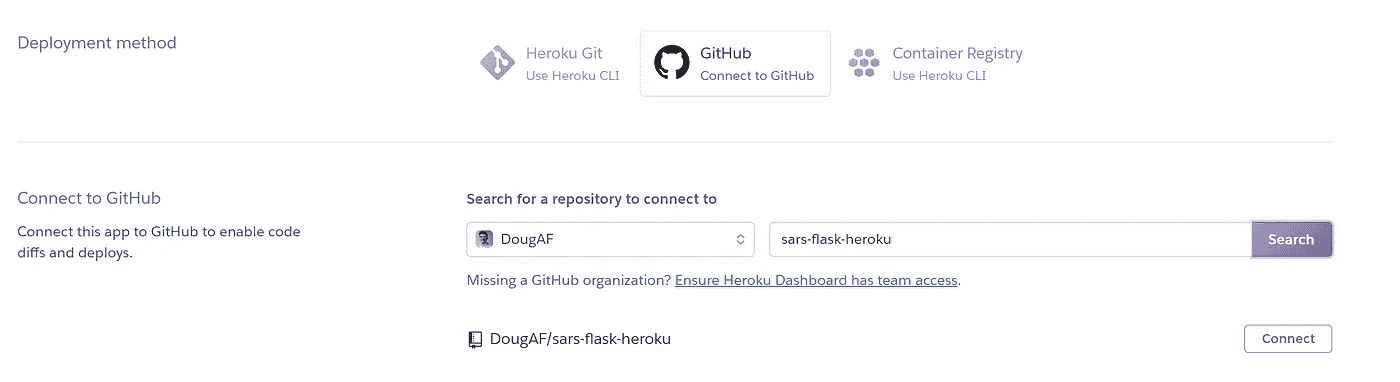 Deployment method
Heroku Git
Use Heroku CLI
GitHub
Connect to GitHub
Container Registry
Use Heroku CLI
Connect to GitHub
Connect this app to GitHub to enable code
diffs and deploys.
Search for a repository to connect to
DougAF
sars-flask-heroku
Search
Missing a GitHub organization? Ensure Heroku Dashboard has team access.
DougAF/sars-flask-heroku
Connect